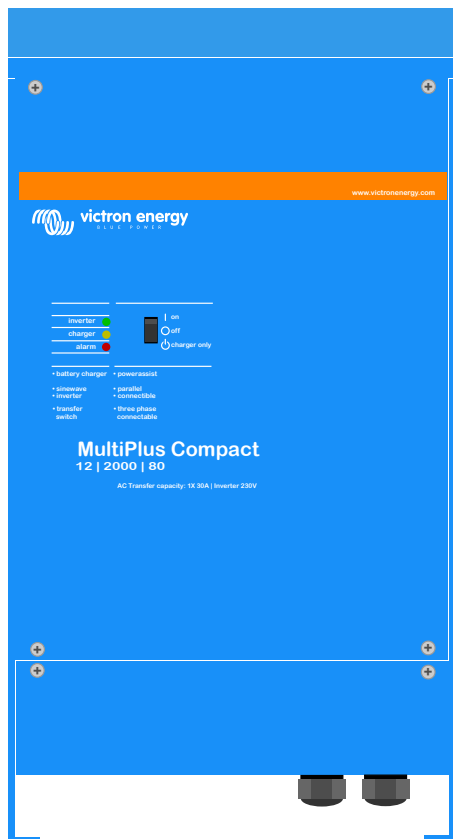 www.victronenergy.com
victron energy
BLUE POWER
inverter
charger
alarm
on
off
charger only
• battery charger
• sinewave
• inverter
• transfer
switch
• powerassist
• parallel
• connectible
• three phase
connectable
MultiPlus Compact
12 | 2000 | 80
AC Transfer capacity: 1X 30A | Inverter 230V